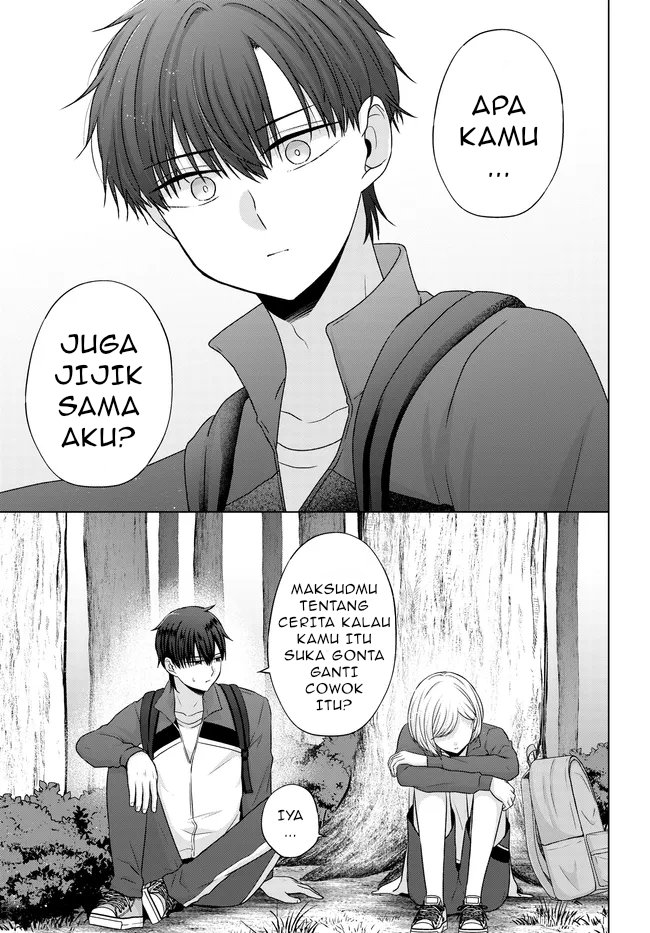 APA
KAMU
...
JUGA
JIJIK
SAMA
AKU?
MAKSUDMU
TENTANG
CERITA KALAU
KAMU ITU
SUKA GONTA
GANTI
COWOK
ITU?
IYA
...